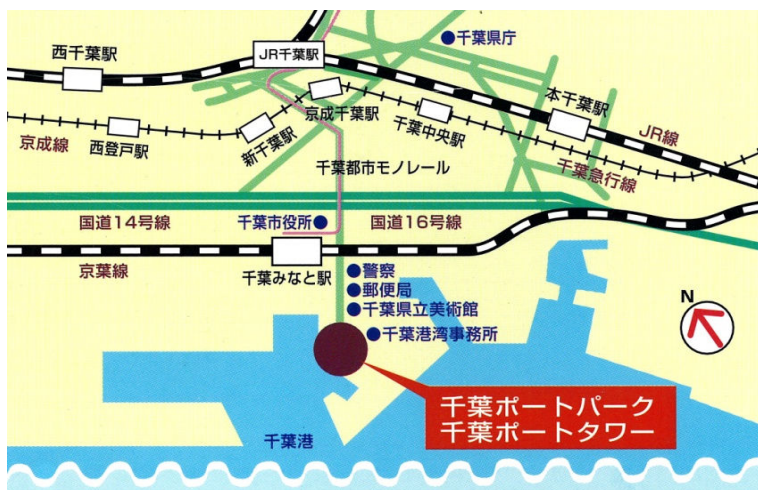 千葉県庁
西千葉駅
JR千葉駅
本千葉駅
京成千葉駅
千葉中央駅
JR線
京成線
西登戸駅
新千葉駅
千葉都市モノレール
千葉急行線
国道14号線
千葉市役所
国道16号線
京葉線
千葉みなと駅
警察
郵便局
千葉県立美術館
N
千葉港湾事務所
千葉ポートパーク
千葉ポートタワー
千葉港